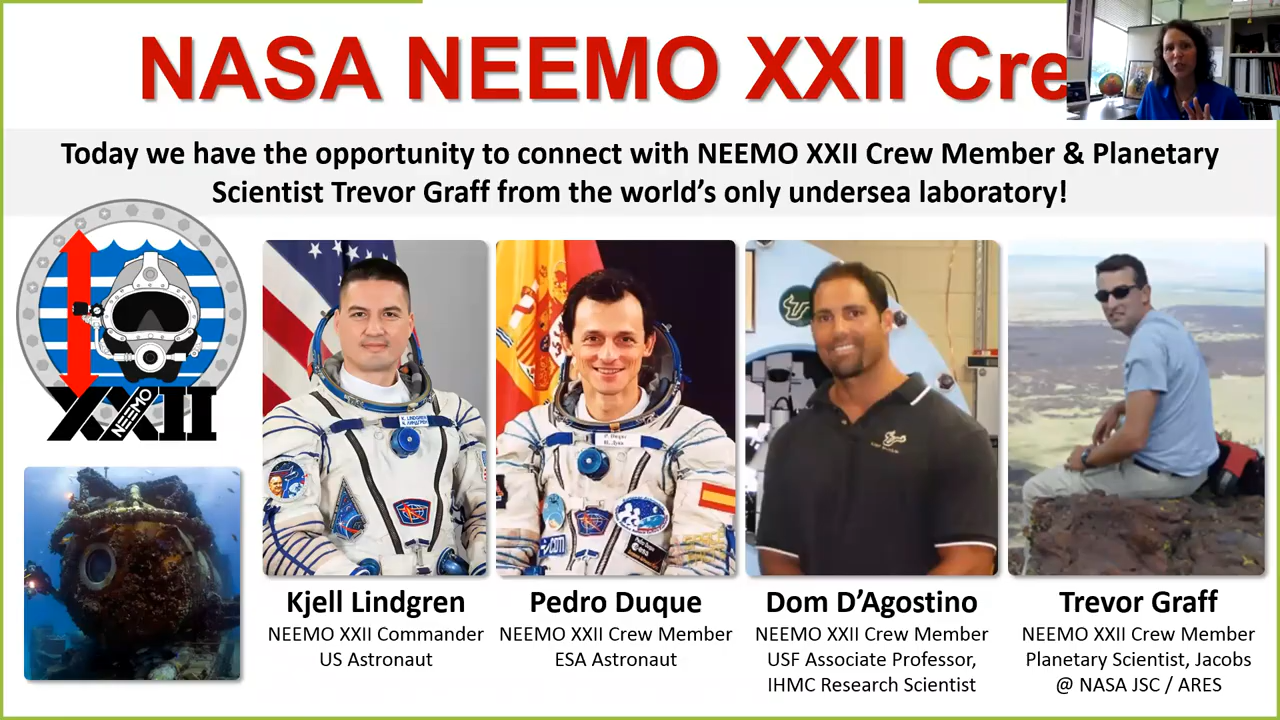 NASA NEEMO XXII Cre
Today we have the opportunity to connect with NEEMO XXII Crew Member & Planetary
Scientist Trevor Graff from the world's only undersea laboratory!
XXII
NEEMO
K. LINDGREN
esa
Kjell Lindgren
NEEMO XXII Commander
US Astronaut
Pedro Duque
NEEMO XXII Crew Member
ESA Astronaut
Dom D'Agostino
NEEMO XXII Crew Member
USF Associate Professor,
IHMC Research Scientist
Trevor Graff
NEEMO XXII Crew Member
Planetary Scientist, Jacobs
@ NASA JSC / ARES